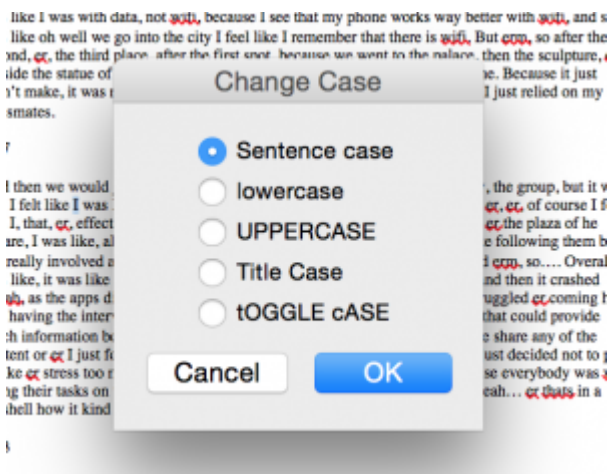 like I was with data, not wifi, because I see that my phone works way better with wifi, and s
like oh well we go into the city I feel like I remember that there is wifi. But erm, so after the
ond, er, the third place, after the first spot, because we went to the palace, then the sculpture,
side the statue of
Change Case
ne. Because it just
n't make, it was
I just relied on my
smates.
Sentence case
lowercase
UPPERCASE
Title Case
tOGGLE cASE
Cancel
OK
then we would
, the group, but it w
I felt like I was
er, er, of course I f
I, that, er, effect
er the plaza of he
are, I was like, al
e following them b
really involved a
erm, so…. Overal
like, it was like
nd then it crashed
as the apps d
uggled er coming b
having the inter
that could provide
ch information b
e share any of the
tent or er I just f
ust decided not to p
ke er stress too
se everybody was
ng their tasks on
eah… er thats in a
shell how it kind